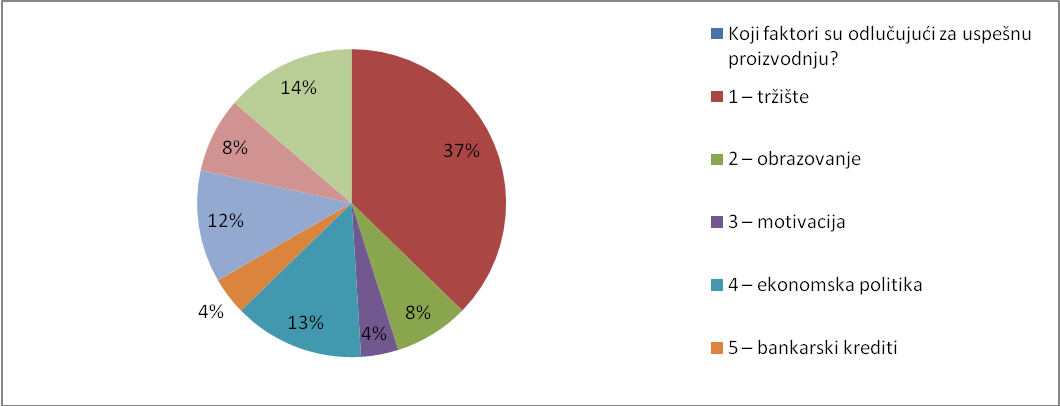 Koji faktori su odlučujući za uspešnu
proizvodnju?
1 – tržište
2 – obrazovanje
3 – motivacija
4 – ekonomska politika
5 – bankarski krediti
14%
37%
8%
12%
4%
13%
4%
8%